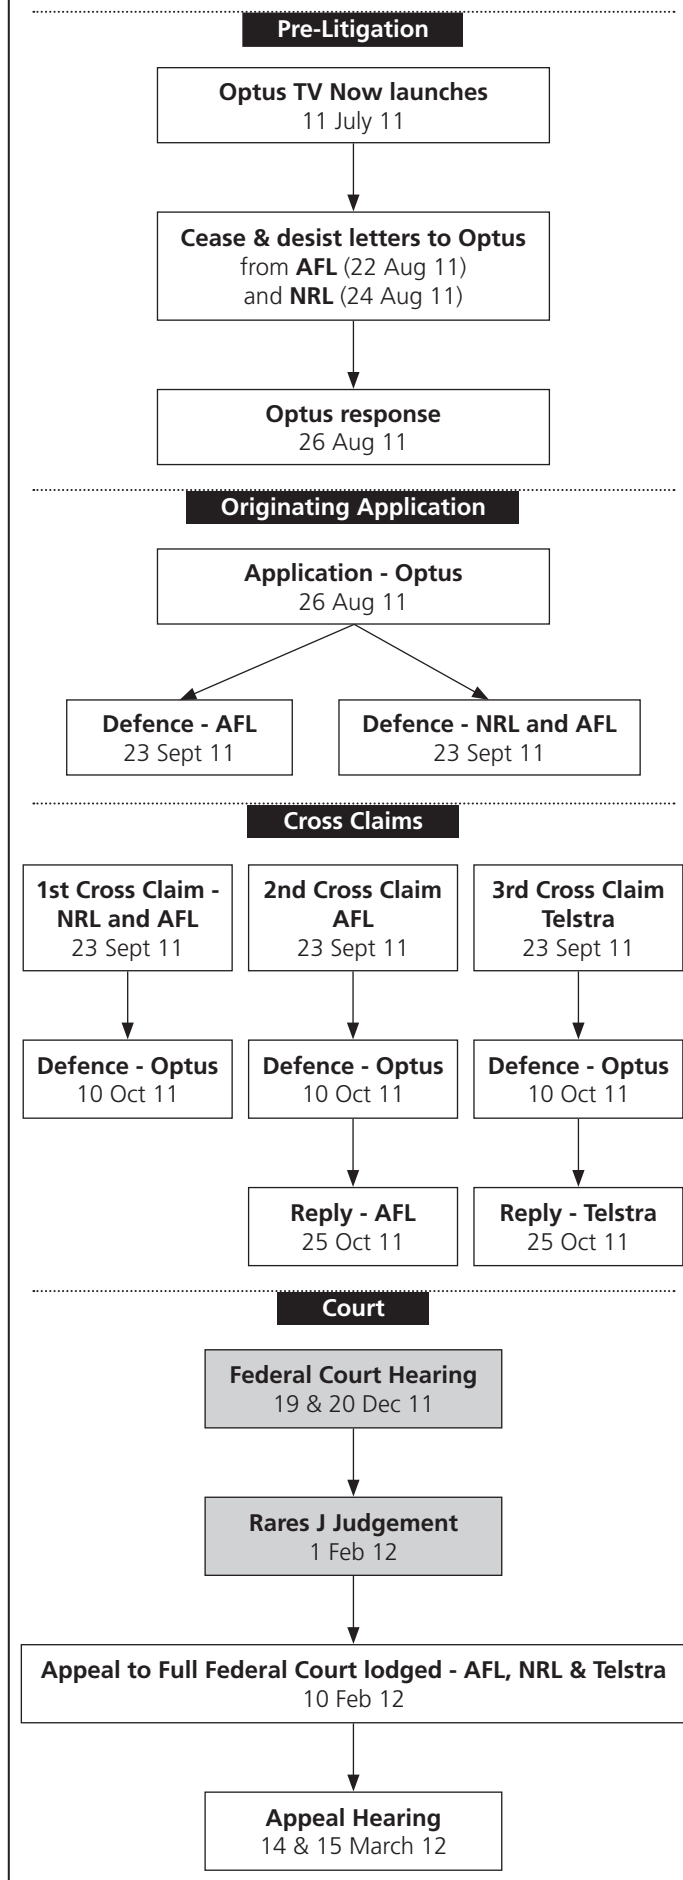 Pre-Litigation
Optus TV Now launches
11 July 11
Cease & desist letters to Optus
from AFL (22 Aug 11)
and NRL (24 Aug 11)
Optus response
26 Aug 11
Originating Application
Application - Optus
26 Aug 11
Defence - AFL
23 Sept 11
Defence - NRL and AFL
23 Sept 11
Cross Claims
1st Cross Claim -
NRL and AFL
23 Sept 11
2nd Cross Claim
AFL
23 Sept 11
3rd Cross Claim
Telstra
23 Sept 11
Defence - Optus
10 Oct 11
Defence - Optus
10 Oct 11
Defence - Optus
10 Oct 11
Reply - AFL
25 Oct 11
Reply - Telstra
25 Oct 11
Court
Federal Court Hearing
19 & 20 Dec 11
Rares J Judgement
1 Feb 12
Appeal to Full Federal Court lodged - AFL, NRL & Telstra
10 Feb 12
Appeal Hearing
14 & 15 March 12